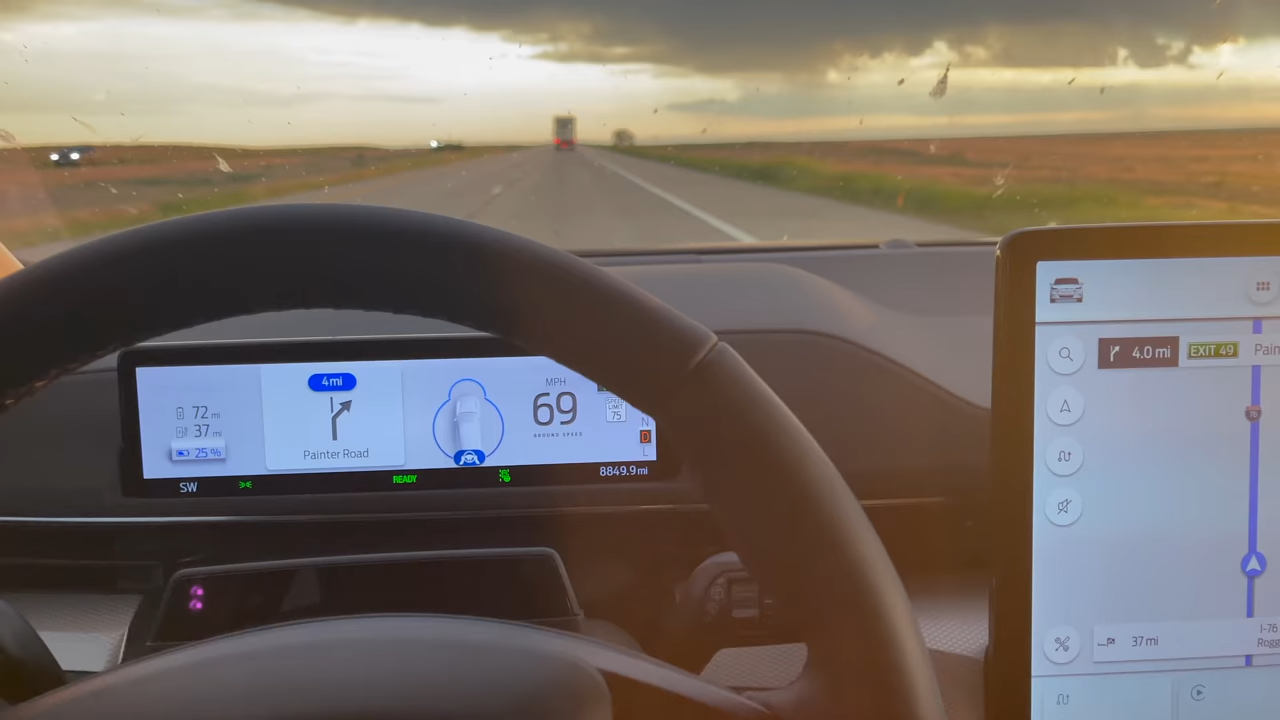 4.0 mi
EXIT 49
Pain
76
4 mi
72 mi
37 mi
25 %
Painter Road
MPH
69
GROUND SPEED
SPEED
LIMIT
75
N
D
L
SW
READY
8849.9 mi
37 mi
I-76
Rogg